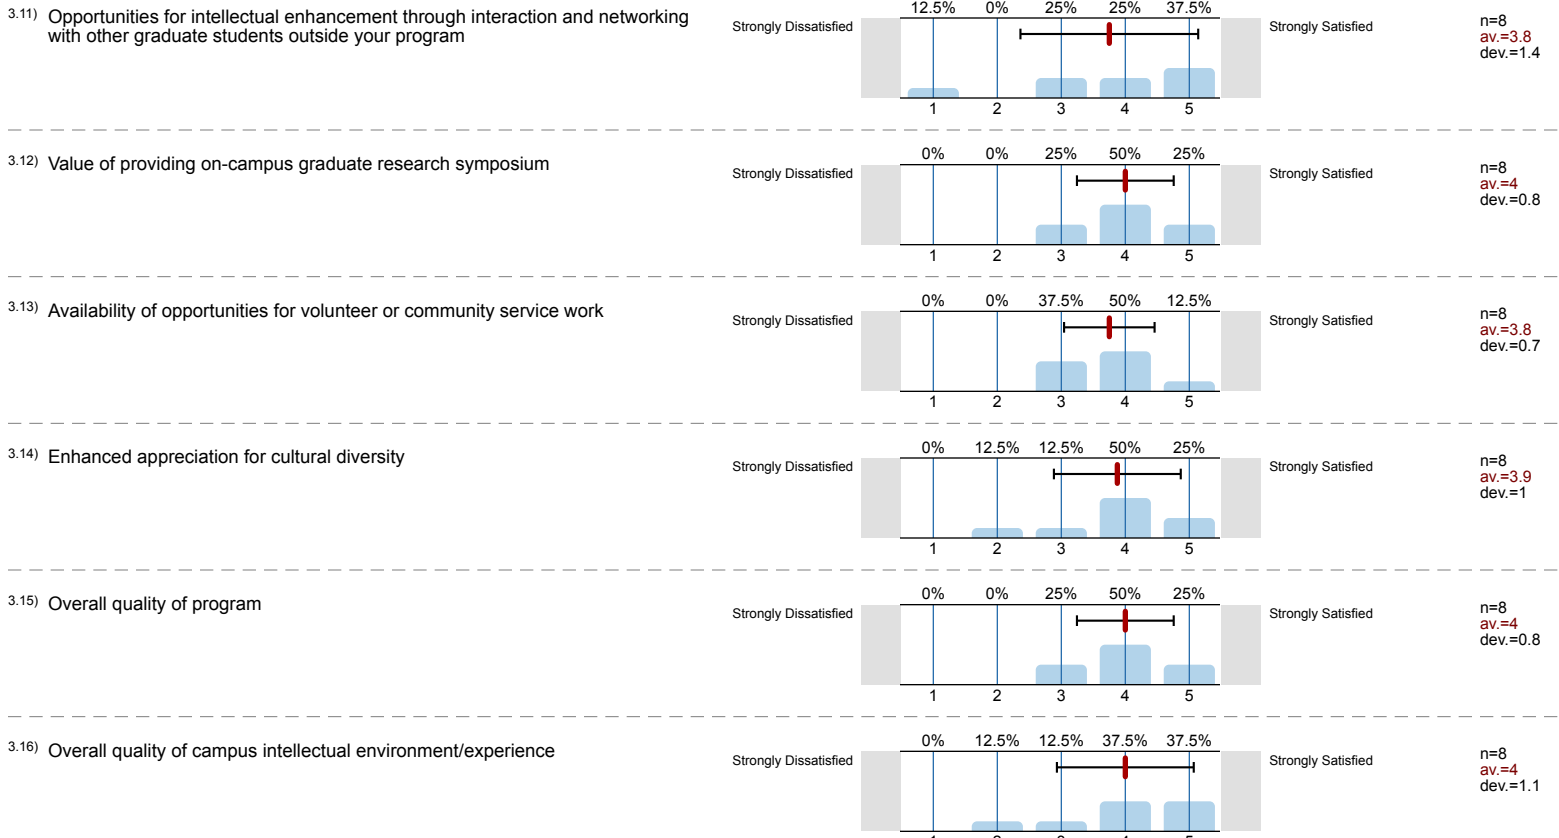 3.11) Opportunities for intellectual enhancement through interaction and networking
with other graduate students outside your program
Strongly Dissatisfied
12.5% 0% 25% 25% 37.5%
1 2 3 4 5
Strongly Satisfied
n=8
av.=3.8
dev.=1.4
3.12) Value of providing on-campus graduate research symposium
Strongly Dissatisfied
0% 0% 25% 50% 25%
1 2 3 4 5
Strongly Satisfied
n=8
av.=4
dev.=0.8
3.13) Availability of opportunities for volunteer or community service work
Strongly Dissatisfied
0% 0% 37.5% 50% 12.5%
1 2 3 4 5
Strongly Satisfied
n=8
av.=3.8
dev.=0.7
3.14) Enhanced appreciation for cultural diversity
Strongly Dissatisfied
0% 12.5% 12.5% 50% 25%
1 2 3 4 5
Strongly Satisfied
n=8
av.=3.9
dev.=1
3.15) Overall quality of program
Strongly Dissatisfied
0% 0% 25% 50% 25%
1 2 3 4 5
Strongly Satisfied
n=8
av.=4
dev.=0.8
3.16) Overall quality of campus intellectual environment/experience
Strongly Dissatisfied
0% 12.5% 12.5% 37.5% 37.5%
Strongly Satisfied
n=8
av.=4
dev.=1.1